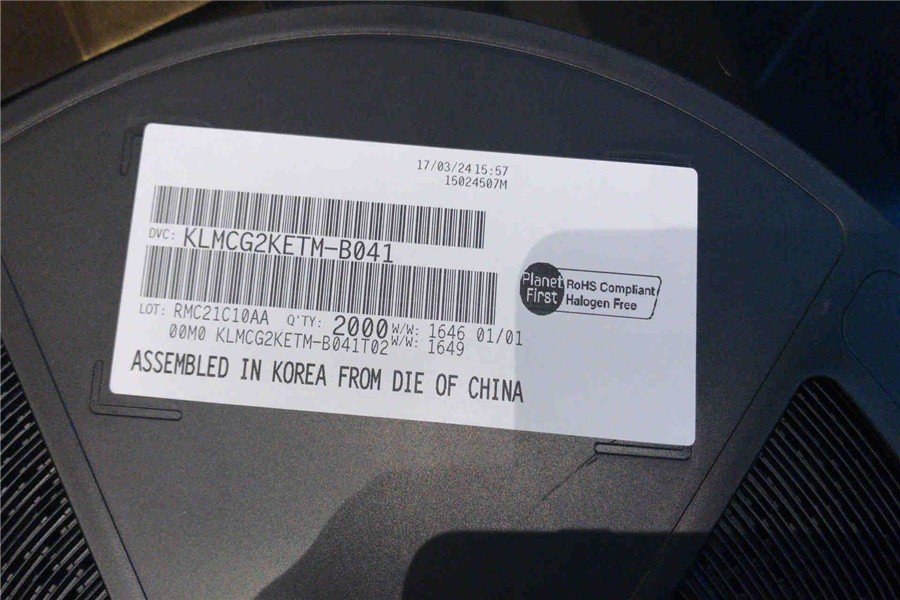 17/03/24 15:57
15024507M
DVC: KLMCG2KETM-B041
Planet First
RoHS Compliant
Halogen Free
LOT: RMC21C10AA Q'TY: 2000 W/W: 1646 01/01
00M0 KLMCG2KETM-B041T02 W/W: 1649
ASSEMBLED IN KOREA FROM DIE OF CHINA